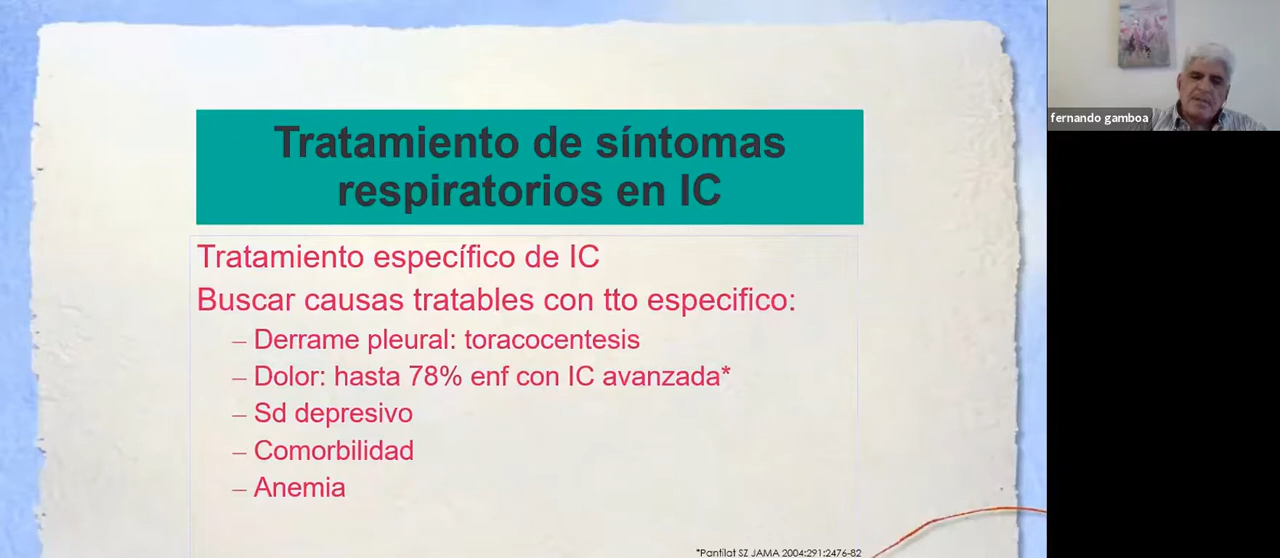 Tratamiento de síntomas
respiratorios en IC
Tratamiento específico de IC
Buscar causas tratables con tto especifico:
– Derrame pleural: toracocentesis
– Dolor: hasta 78% enf con IC avanzada*
– Sd depresivo
– Comorbilidad
– Anemia
*Pantilat SZ JAMA 2004:291:2476-82
fernando gamboa